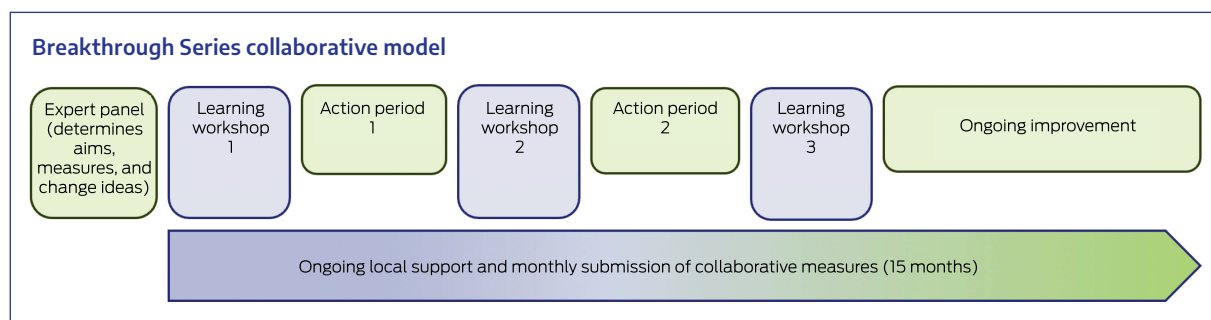 Breakthrough Series collaborative model
Expert panel
(determines
aims,
measures, and
change ideas)
Learning
workshop
1
Action period
1
Learning
workshop
2
Action period
2
Learning
workshop
3
Ongoing improvement
Ongoing local support and monthly submission of collaborative measures (15 months)